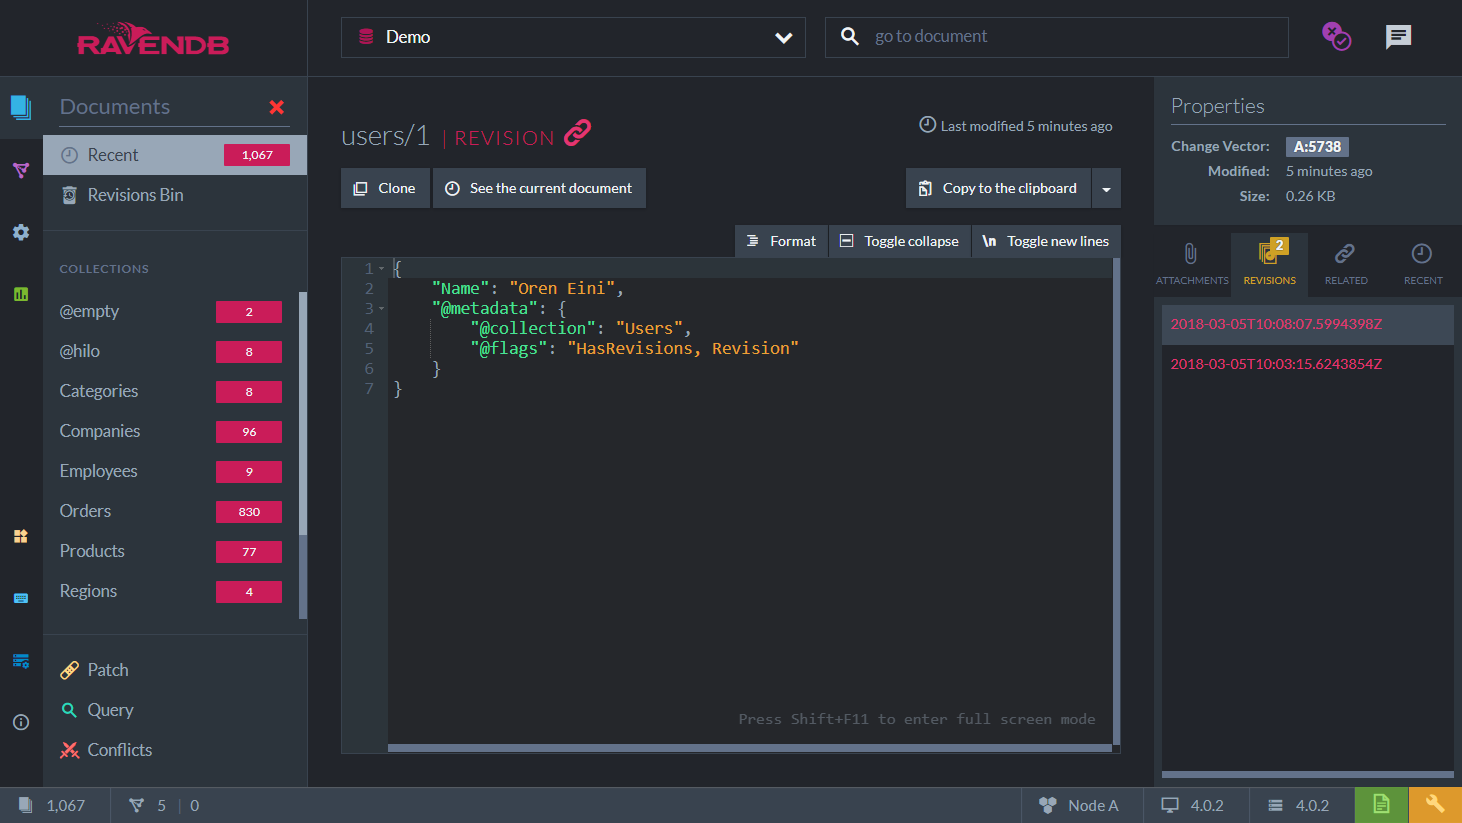 RAVENDB
Demo
go to document
Documents
Recent 1,067
Revisions Bin
COLLECTIONS
@empty 2
@hilo 8
Categories 8
Companies 96
Employees 9
Orders 830
Products 77
Regions 4
Patch
Query
Conflicts
users/1 | REVISION
Last modified 5 minutes ago
Clone
See the current document
Copy to the clipboard
Format
Toggle collapse
\n Toggle new lines
1 {
2 "Name": "Oren Eini",
3 "@metadata": {
4 "@collection": "Users",
5 "@flags": "HasRevisions, Revision"
6 }
7 }
Press Shift+F11 to enter full screen mode
Properties
Change Vector: A:5738
Modified: 5 minutes ago
Size: 0.26 KB
2
ATTACHMENTS REVISIONS RELATED RECENT
2018-03-05T10:08:07.5994398Z
2018-03-05T10:03:15.6243854Z
1,067 5 | 0 Node A 4.0.2 4.0.2